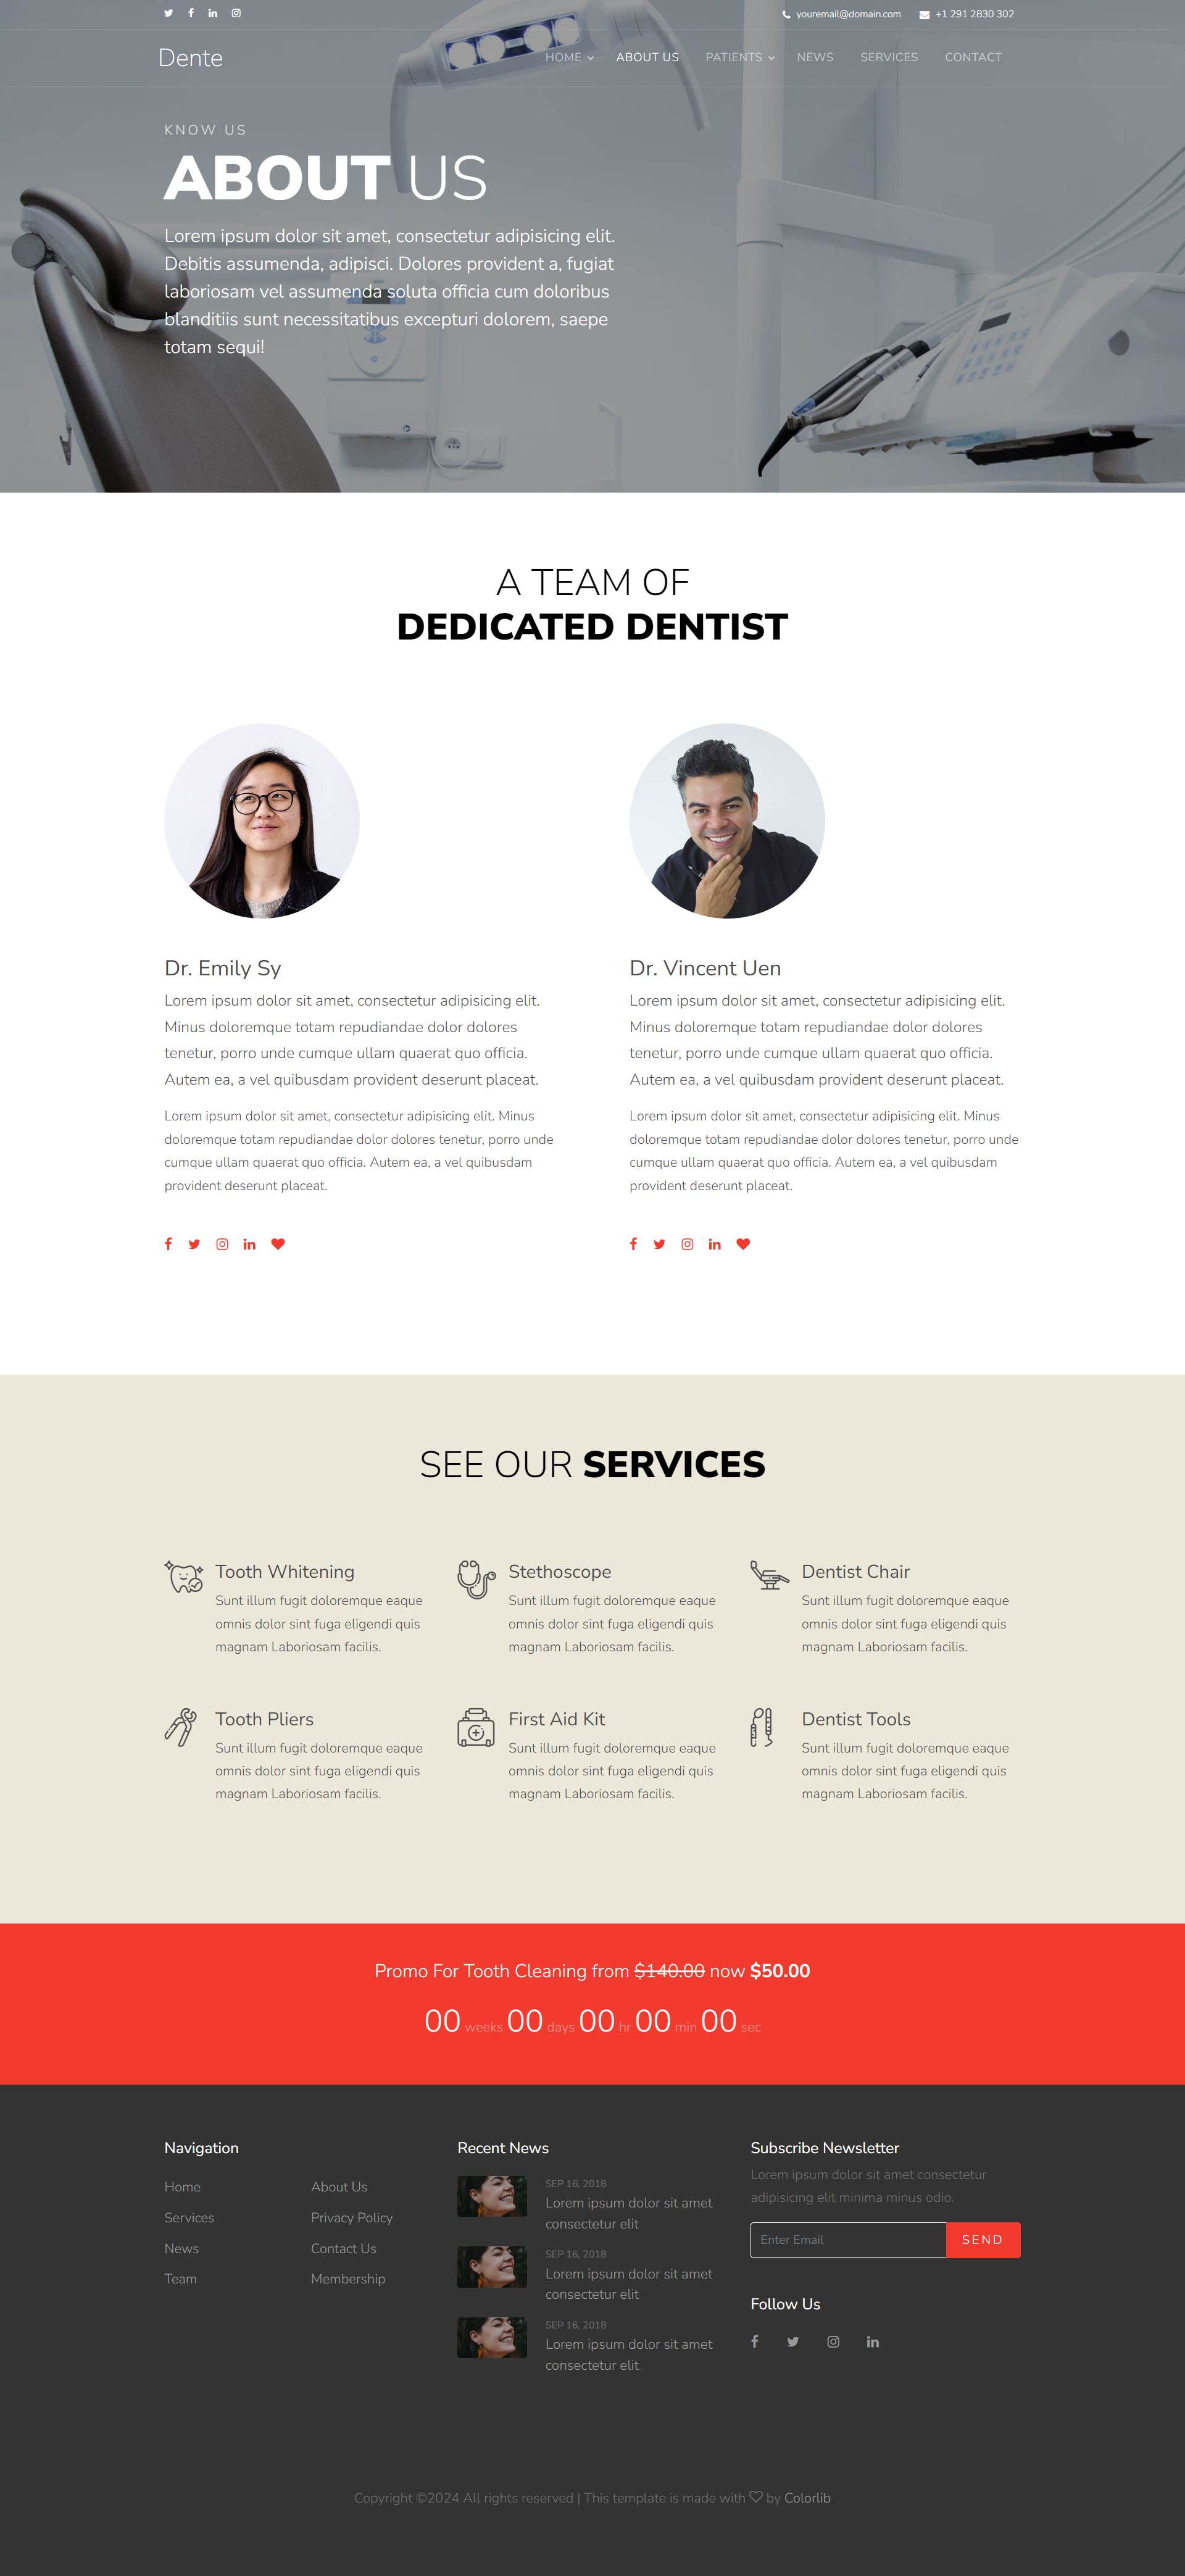 youremail@domain.com +1 291 2830 302
Dente
HOME ABOUT US PATIENTS NEWS SERVICES CONTACT
KNOW US
ABOUT US
Lorem ipsum dolor sit amet, consectetur adipisicing elit.
Debitis assumenda, adipisci. Dolores provident a, fugiat
laboriosam vel assumenda soluta officia cum doloribus
blanditiis sunt necessitatibus excepturi dolorem, saepe
totam sequi!
A TEAM OF
DEDICATED DENTIST
Dr. Emily Sy
Lorem ipsum dolor sit amet, consectetur adipisicing elit.
Minus doloremque totam repudiandae dolor dolores
tenetur, porro unde cumque ullam quaerat quo officia.
Autem ea, a vel quibusdam provident deserunt placeat.
Lorem ipsum dolor sit amet, consectetur adipisicing elit. Minus
doloremque totam repudiandae dolor dolores tenetur, porro unde
cumque ullam quaerat quo officia. Autem ea, a vel quibusdam
provident deserunt placeat.
Dr. Vincent Uen
Lorem ipsum dolor sit amet, consectetur adipisicing elit.
Minus doloremque totam repudiandae dolor dolores
tenetur, porro unde cumque ullam quaerat quo officia.
Autem ea, a vel quibusdam provident deserunt placeat.
Lorem ipsum dolor sit amet, consectetur adipisicing elit. Minus
doloremque totam repudiandae dolor dolores tenetur, porro unde
cumque ullam quaerat quo officia. Autem ea, a vel quibusdam
provident deserunt placeat.
SEE OUR SERVICES
Tooth Whitening
Sunt illum fugit doloremque eaque
omnis dolor sint fuga eligendi quis
magnam Laboriosam facilis.
Stethoscope
Sunt illum fugit doloremque eaque
omnis dolor sint fuga eligendi quis
magnam Laboriosam facilis.
Dentist Chair
Sunt illum fugit doloremque eaque
omnis dolor sint fuga eligendi quis
magnam Laboriosam facilis.
Tooth Pliers
Sunt illum fugit doloremque eaque
omnis dolor sint fuga eligendi quis
magnam Laboriosam facilis.
First Aid Kit
Sunt illum fugit doloremque eaque
omnis dolor sint fuga eligendi quis
magnam Laboriosam facilis.
Dentist Tools
Sunt illum fugit doloremque eaque
omnis dolor sint fuga eligendi quis
magnam Laboriosam facilis.
Promo For Tooth Cleaning from $140.00 now $50.00
00 weeks 00 days 00 hr 00 min 00 sec
Navigation
Home
Services
News
Team
About Us
Privacy Policy
Contact Us
Membership
Recent News
SEP 16, 2018
Lorem ipsum dolor sit amet
consectetur elit
SEP 16, 2018
Lorem ipsum dolor sit amet
consectetur elit
SEP 16, 2018
Lorem ipsum dolor sit amet
consectetur elit
Subscribe Newsletter
Lorem ipsum dolor sit amet consectetur
adipisicing elit minima minus odio.
Enter Email SEND
Follow Us
Copyright ©2024 All rights reserved | This template is made with ♡ by Colorlib